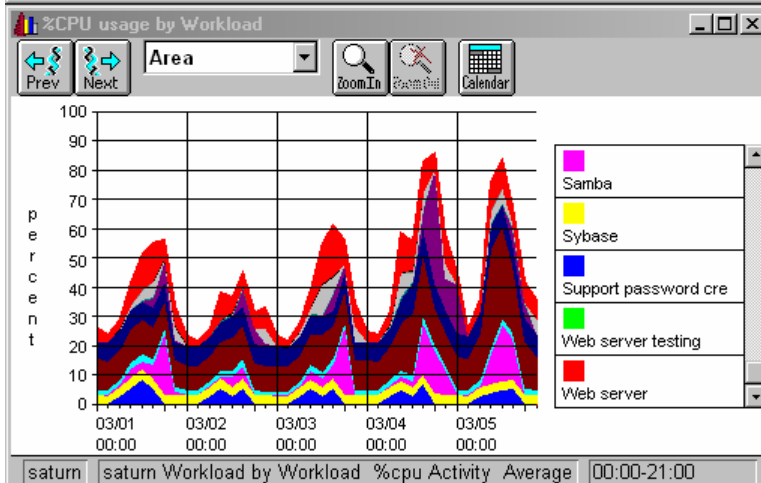 %CPU usage by Workload
Prev
Next
Area
ZoomIn
ZoomOut
Calendar
percent
100
90
80
70
60
50
40
30
20
10
0
03/01 03/02 03/03 03/04 03/05
00:00 00:00 00:00 00:00 00:00
Samba
Sybase
Support password cre
Web server testing
Web server
saturn saturn Workload by Workload %cpu Activity Average 00:00-21:00